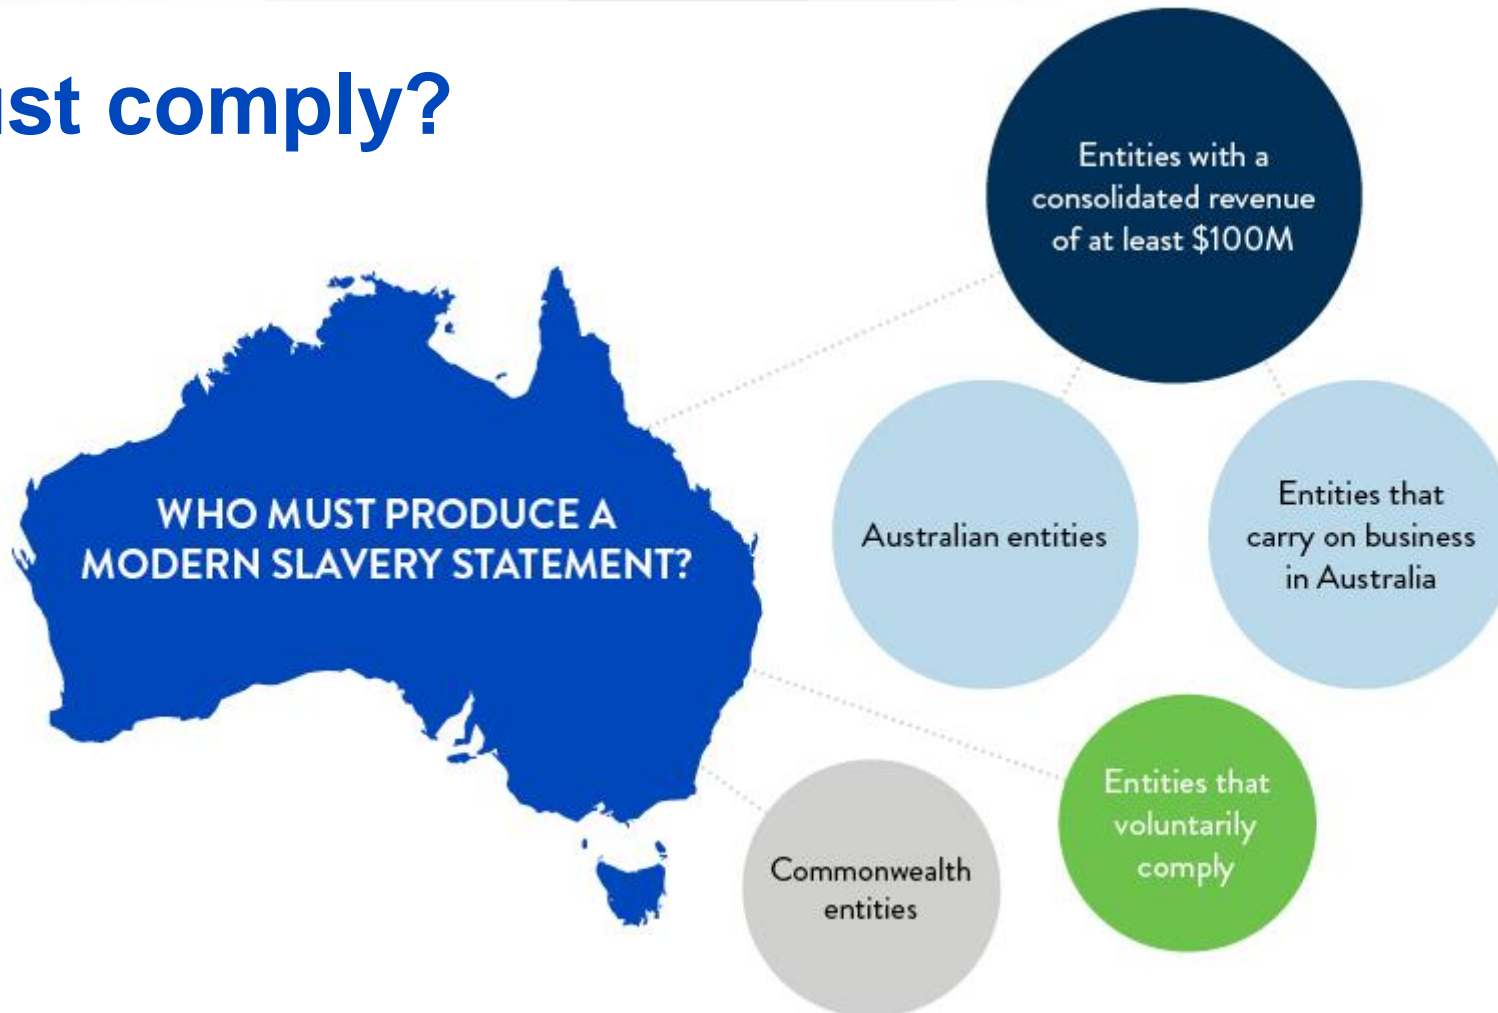 ust comply?
Entities with a
consolidated revenue
of at least $100M
WHO MUST PRODUCE A
MODERN SLAVERY STATEMENT?
Australian entities
Entities that
carry on business
in Australia
Entities that
voluntarily
comply
Commonwealth
entities